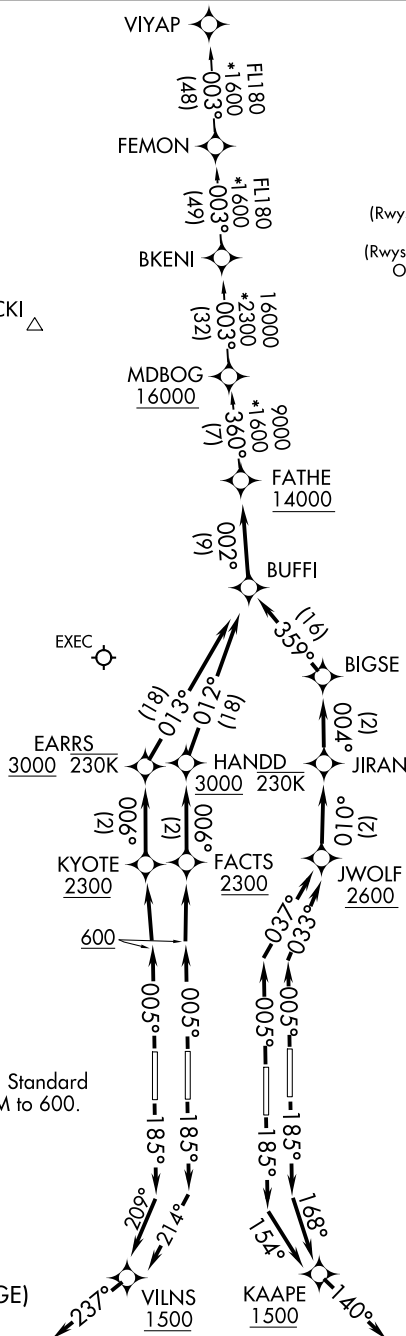 VIYAP
FL180
*1600
003°
(48)
FEMON
FL180
*1600
003°
(49)
(Rwy
(Rwys
O
BKENI
CKI
16000
*2300
003°
(32)
MDBOG
16000
9000
*1600
360°
(7)
FATHE
14000
002°
(9)
BUFFI
(16)
359°
EXEC
BIGSE
(18)
013°
012°
(18)
004°
(2)
EARRS
3000
230K
HANDD
3000
230K
JIRAN
006°
(2)
006°
(2)
010°
(2)
KYOTE
2300
FACTS
2300
JWOLF
2600
600
037°
033°
005°
005°
005°
005°
Standard
M to 600.
185°
185°
185°
185°
209°
214°
154°
168°
GE)
237°
VILNS
1500
KAAPE
1500
140°